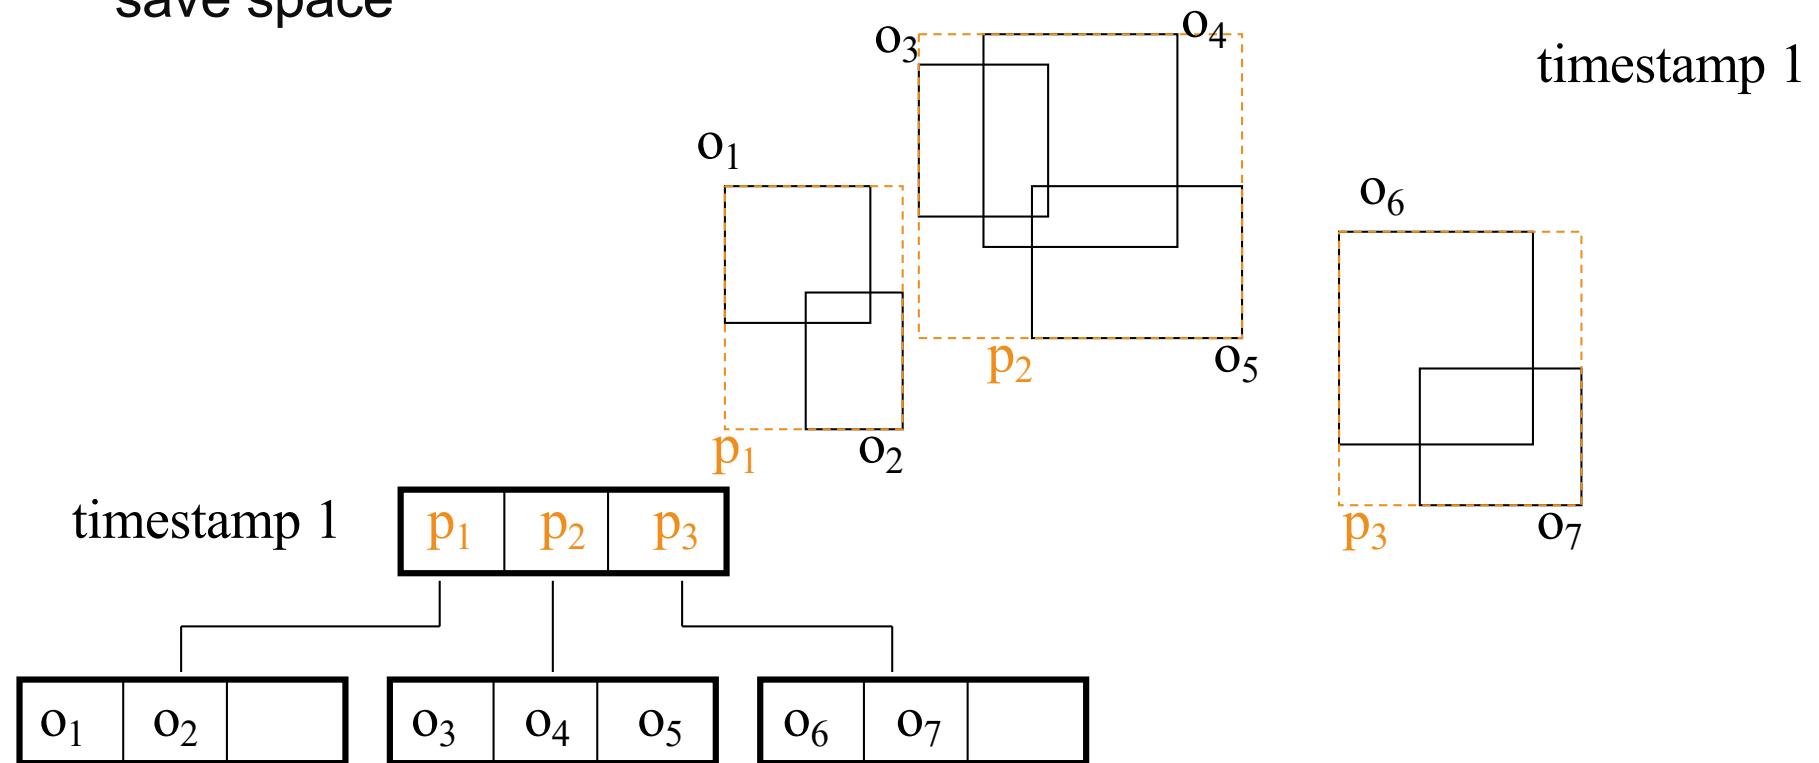 save space
o3 o4
timestamp 1
o1
o6
p2 o5
p1 o2
timestamp 1 p1 p2 p3
p3 o7
o1 o2 o3 o4 o5 o6 o7